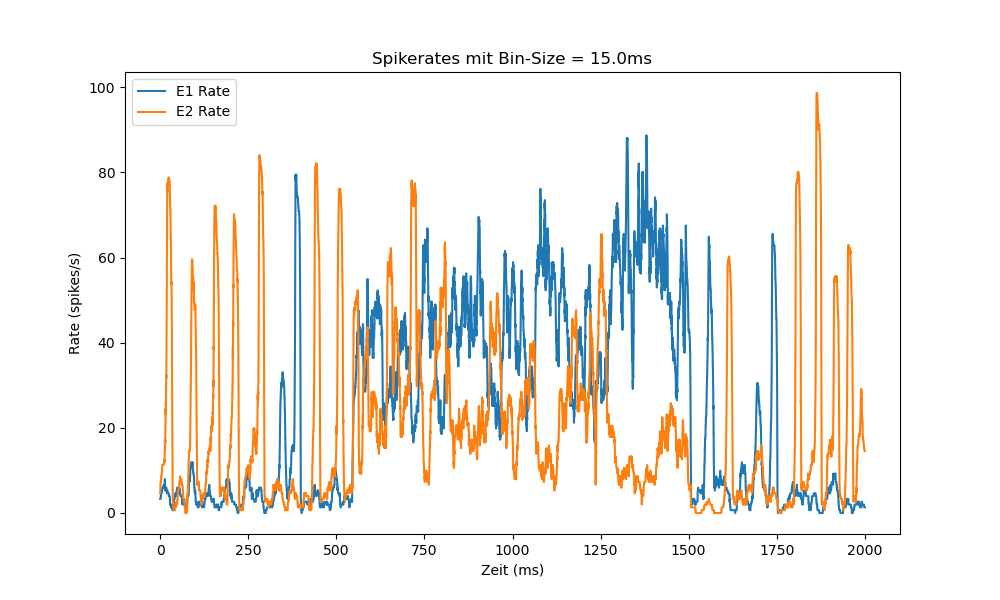 Spikerates mit Bin-Size = 15.0ms
E1 Rate
E2 Rate
Rate (spikes/s)
100
80
60
40
20
0
0 250 500 750 1000 1250 1500 1750 2000
Zeit (ms)